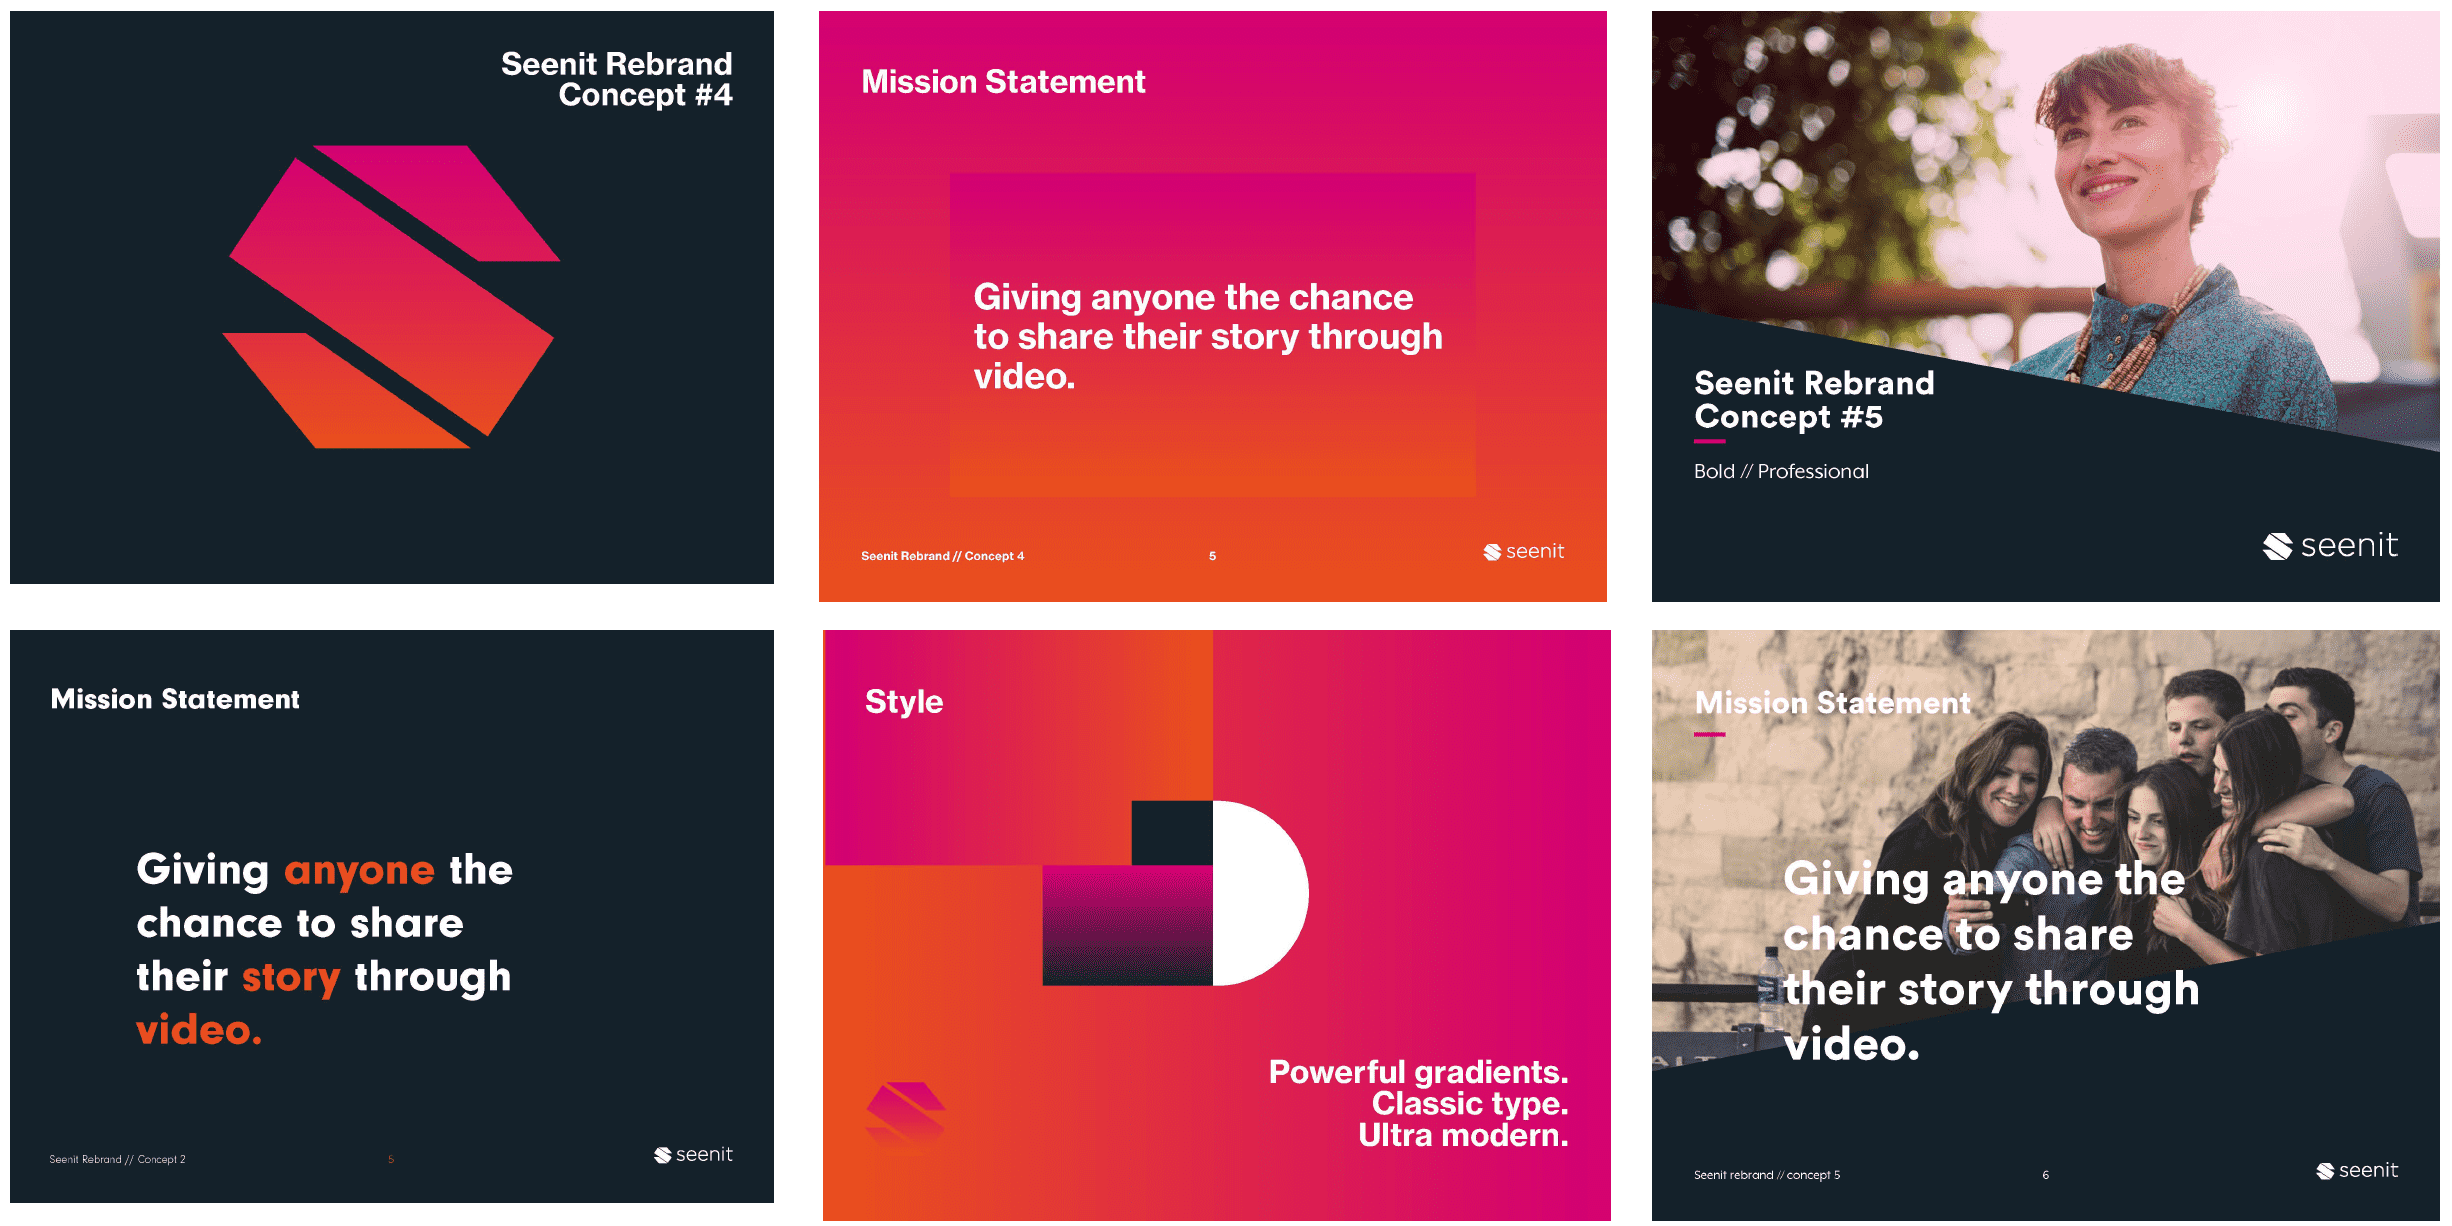 Seenit Rebrand
Concept #4
Mission Statement
Giving anyone the chance
to share their story through
video.
Seenit Rebrand // Concept 4
5
seenit
Seenit Rebrand
Concept #5
Bold // Professional
seenit
Mission Statement
Giving anyone the
chance to share
their story through
video.
Seenit Rebrand // Concept 2
5
seenit
Style
Powerful gradients.
Classic type.
Ultra modern.
Mission Statement
Giving anyone the
chance to share
their story through
video.
Seenit rebrand // concept 5
6
seenit